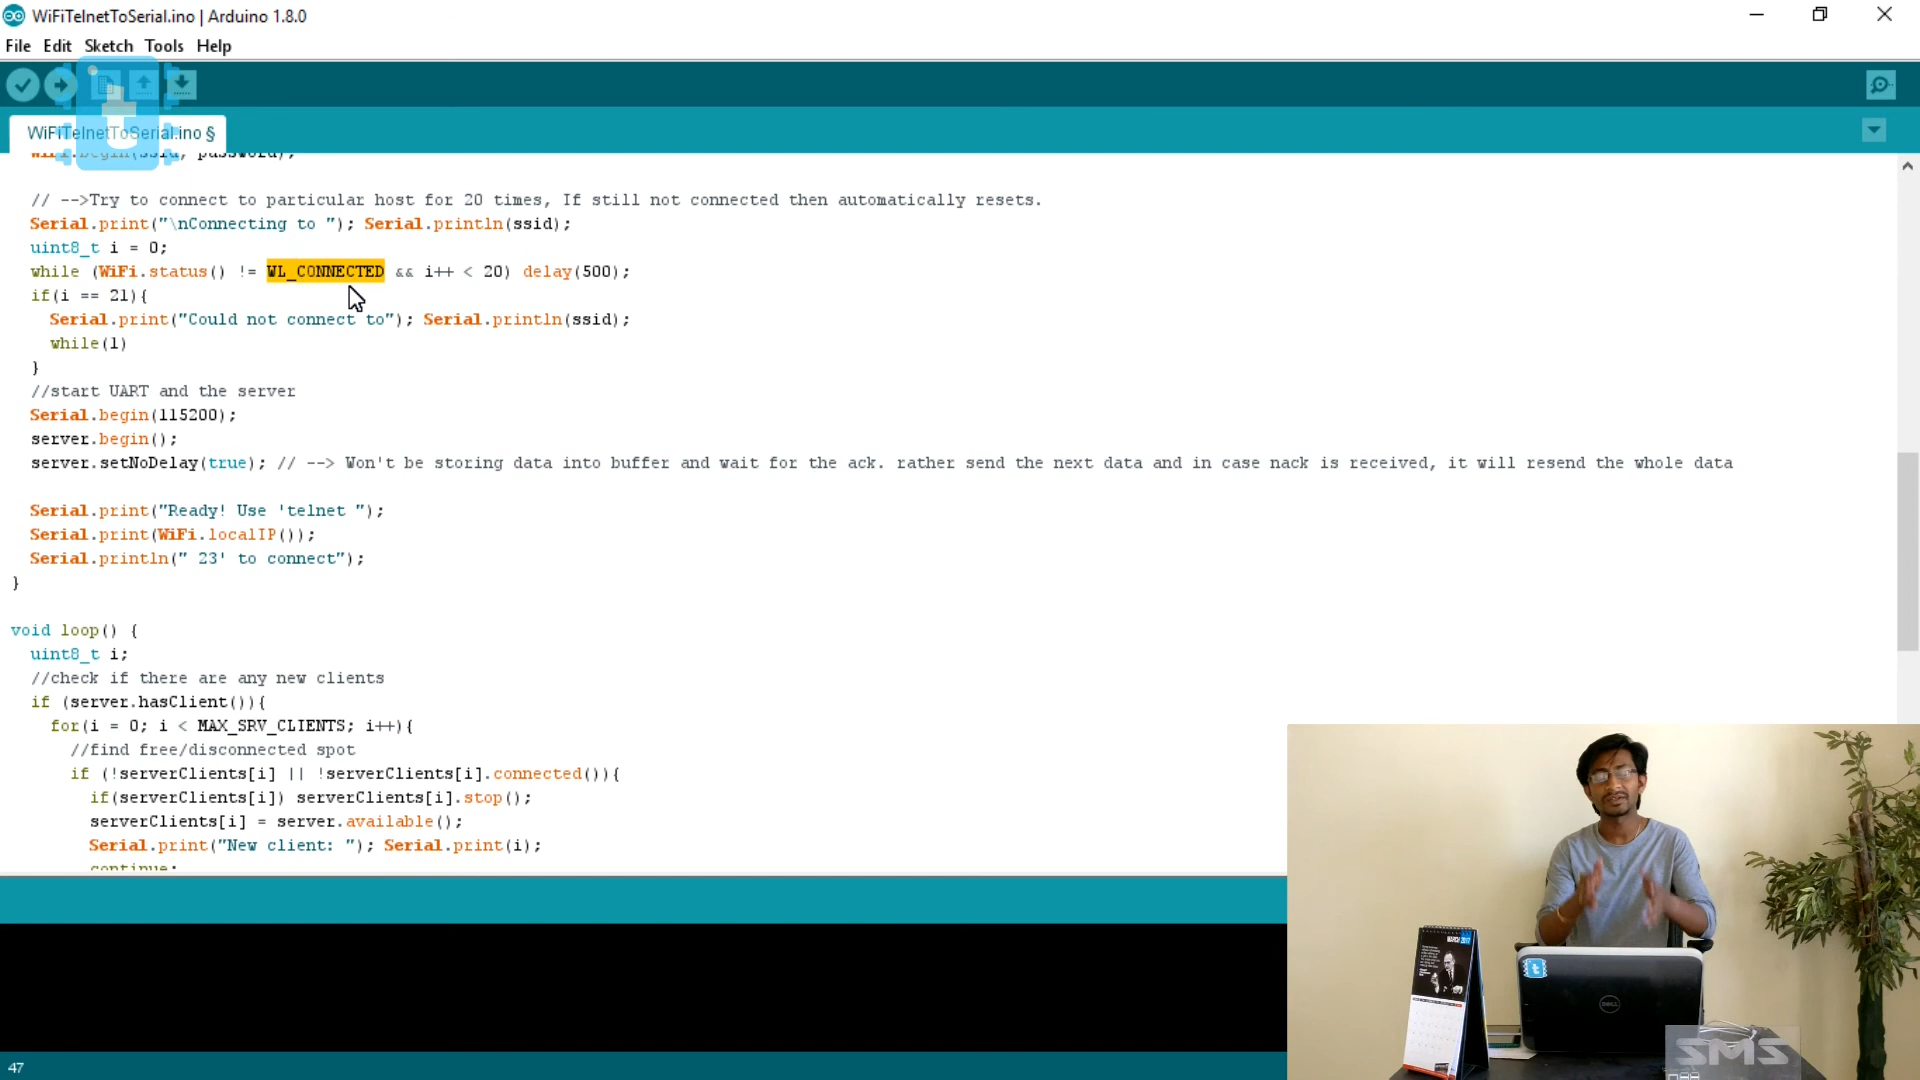 WiFiTelnetToSerial.ino | Arduino 1.8.0
File Edit Sketch Tools Help
WiFiTelnetToSerial.ino §
WiFi.begin(ssid, password);
// -->Try to connect to particular host for 20 times, If still not connected then automatically resets.
Serial.print("\nConnecting to "); Serial.println(ssid);
uint8_t i = 0;
while (WiFi.status() != WL_CONNECTED && i++ < 20) delay(500);
if(i == 21){
Serial.print("Could not connect to"); Serial.println(ssid);
while(1)
}
//start UART and the server
Serial.begin(115200);
server.begin();
server.setNoDelay(true); // --> Won't be storing data into buffer and wait for the ack. rather send the next data and in case nack is received, it will resend the whole data
Serial.print("Ready! Use 'telnet ");
Serial.print(WiFi.localIP());
Serial.println(" 23' to connect");
}
void loop() {
uint8_t i;
//check if there are any new clients
if (server.hasClient()){
for(i = 0; i < MAX_SRV_CLIENTS; i++){
//find free/disconnected spot
if (!serverClients[i] || !serverClients[i].connected()){
if(serverClients[i]) serverClients[i].stop();
serverClients[i] = server.available();
Serial.print("New client: "); Serial.print(i);
continue;
47
MARCH 2017
t
DELL
SMS